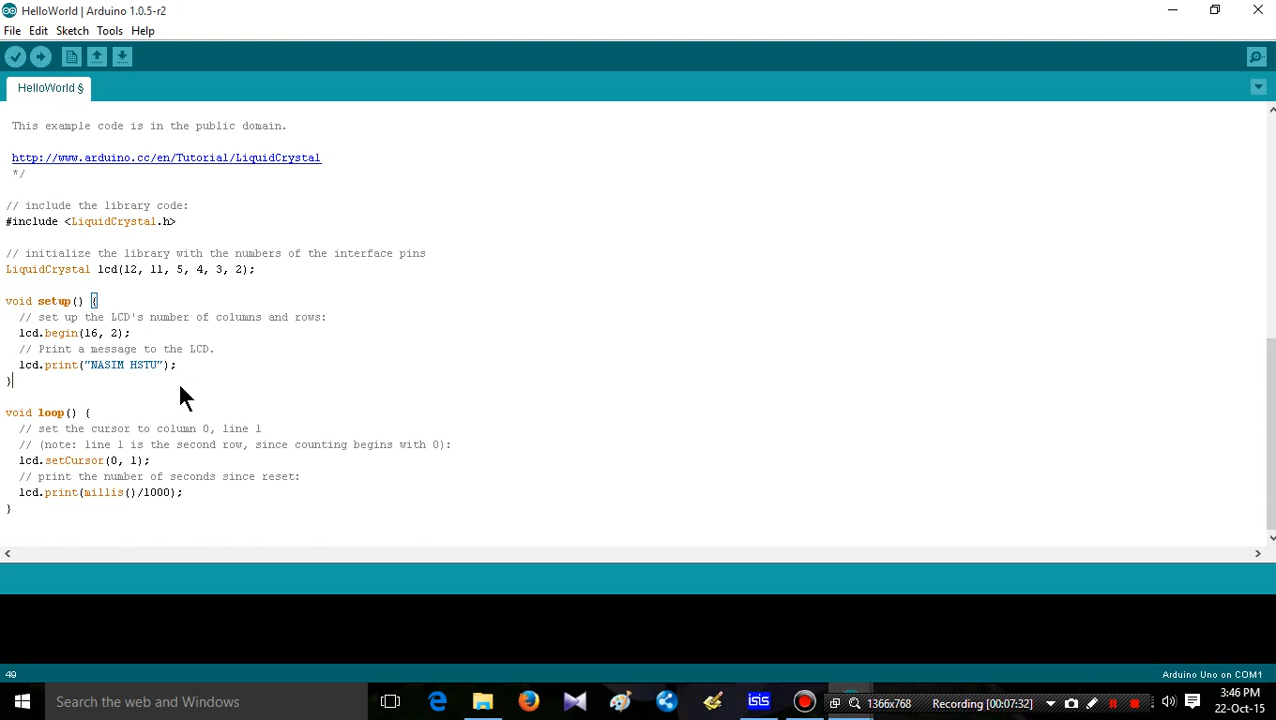 HelloWorld | Arduino 1.0.5-r2
File Edit Sketch Tools Help
HelloWorld §
This example code is in the public domain.
http://www.arduino.cc/en/Tutorial/LiquidCrystal
*/
// include the library code:
#include <LiquidCrystal.h>
// initialize the library with the numbers of the interface pins
LiquidCrystal lcd(12, 11, 5, 4, 3, 2);
void setup() {
// set up the LCD's number of columns and rows:
lcd.begin(16, 2);
// Print a message to the LCD.
lcd.print("NASIM HSTU");
}
void loop() {
// set the cursor to column 0, line 1
// (note: line 1 is the second row, since counting begins with 0):
lcd.setCursor(0, 1);
// print the number of seconds since reset:
lcd.print(millis()/1000);
}
49 Arduino Uno on COM1
Search the web and Windows
isis
1366x768
Recording [00:07:32]
3:46 PM
22-Oct-15